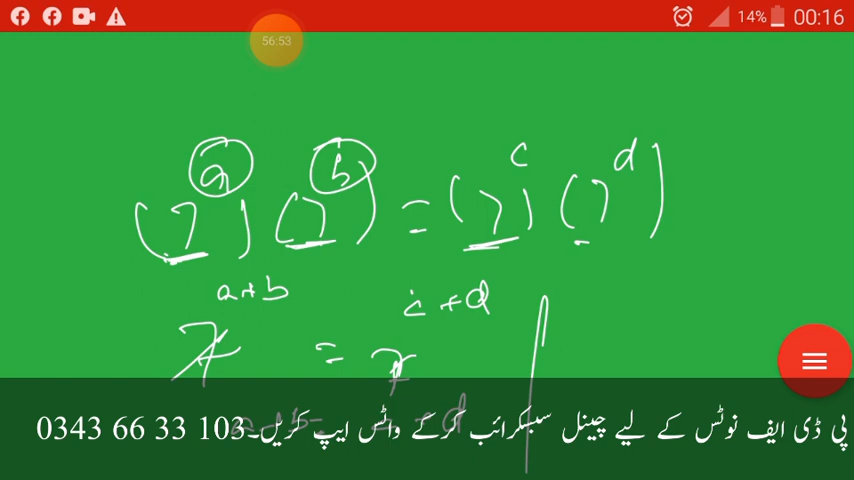 56:53
14% 00:16
(7^a) (7^b) = (7)^c (7^d)
7^a+b = 7^c+d
a+b = c+d
پی ڈی ایف نوٹس کے لیے چینل سبسکرائب کرکے واٹس ایپ کریں۔ 0343 66 33 103